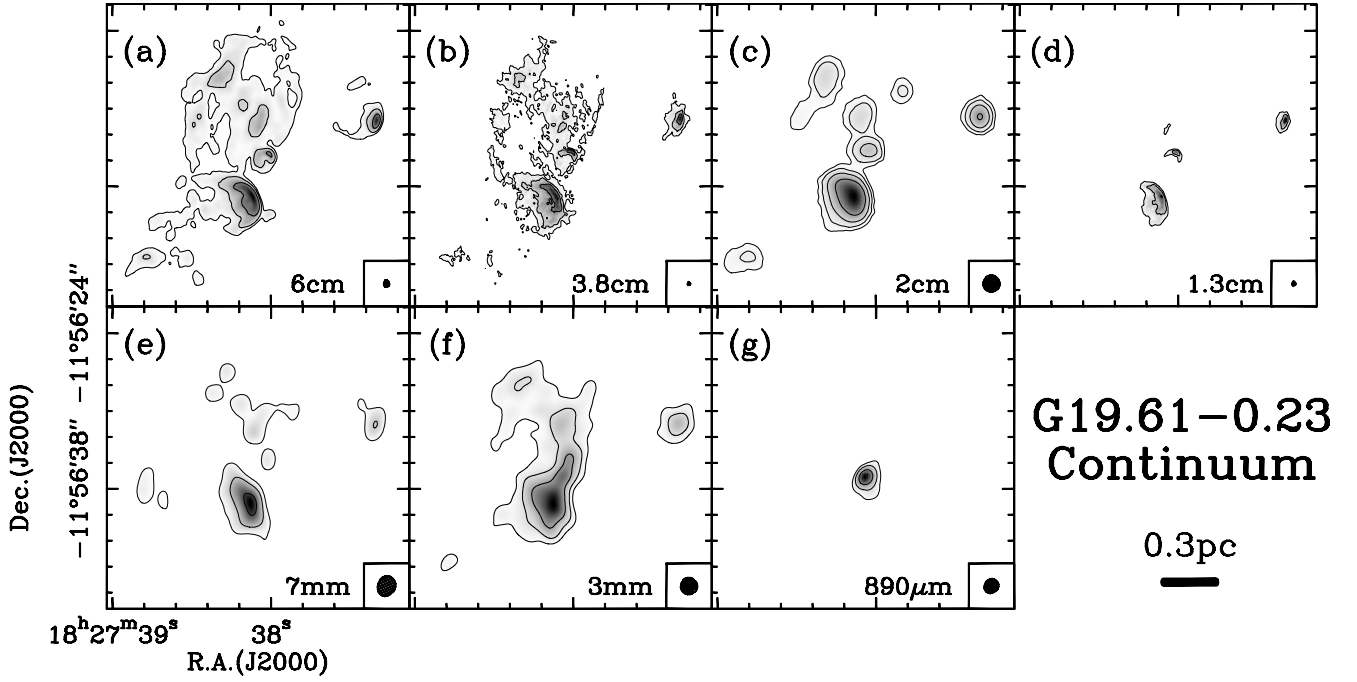 (a)
6cm
(b)
3.8cm
(c)
2cm
(d)
1.3cm
(e)
7mm
(f)
3mm
(g)
890μm
G19.61−0.23
Continuum
0.3pc
Dec.(J2000)
−11°56'38" −11°56'24"
18ʰ27ᵐ39ˢ 38ˢ
R.A.(J2000)